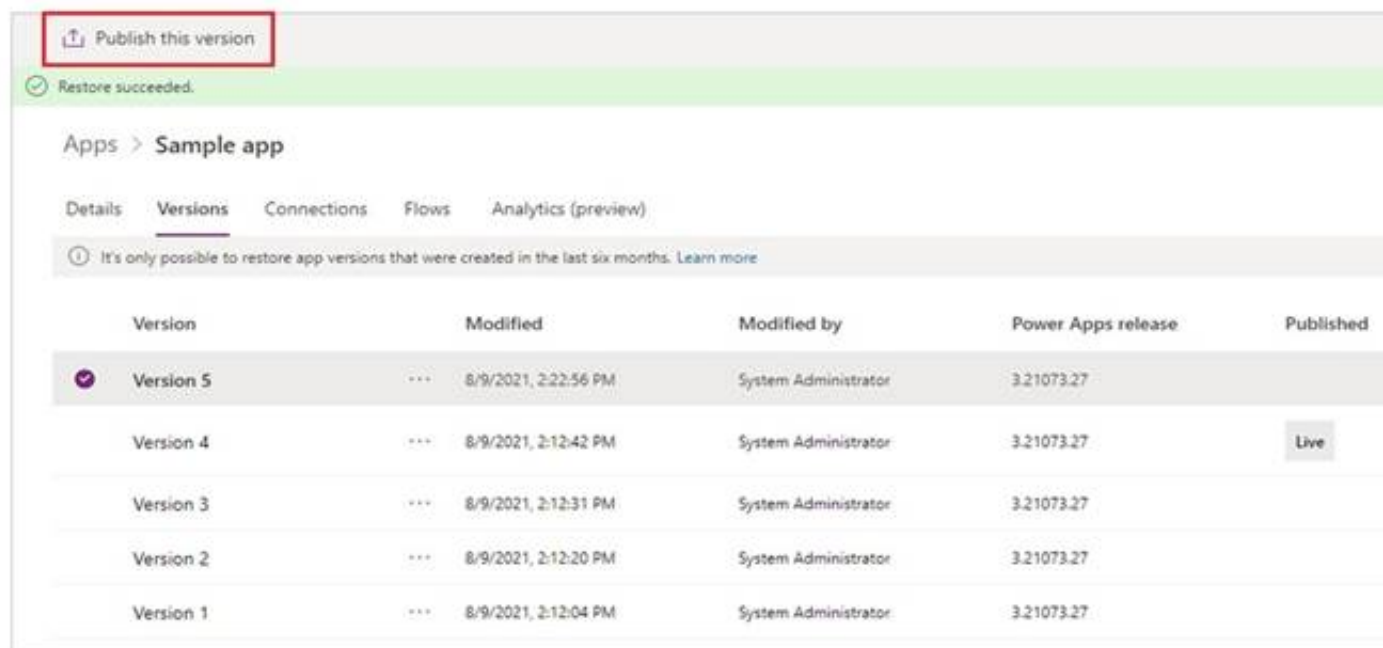 Publish this version
Restore succeeded.
Apps > Sample app
Details Versions Connections Flows Analytics (preview)
It's only possible to restore app versions that were created in the last six months. Learn more
Version Modified Modified by Power Apps release Published
Version 5 ... 8/9/2021, 2:22:56 PM System Administrator 3.21073.27
Version 4 ... 8/9/2021, 2:12:42 PM System Administrator 3.21073.27 Live
Version 3 ... 8/9/2021, 2:12:31 PM System Administrator 3.21073.27
Version 2 ... 8/9/2021, 2:12:20 PM System Administrator 3.21073.27
Version 1 ... 8/9/2021, 2:12:04 PM System Administrator 3.21073.27